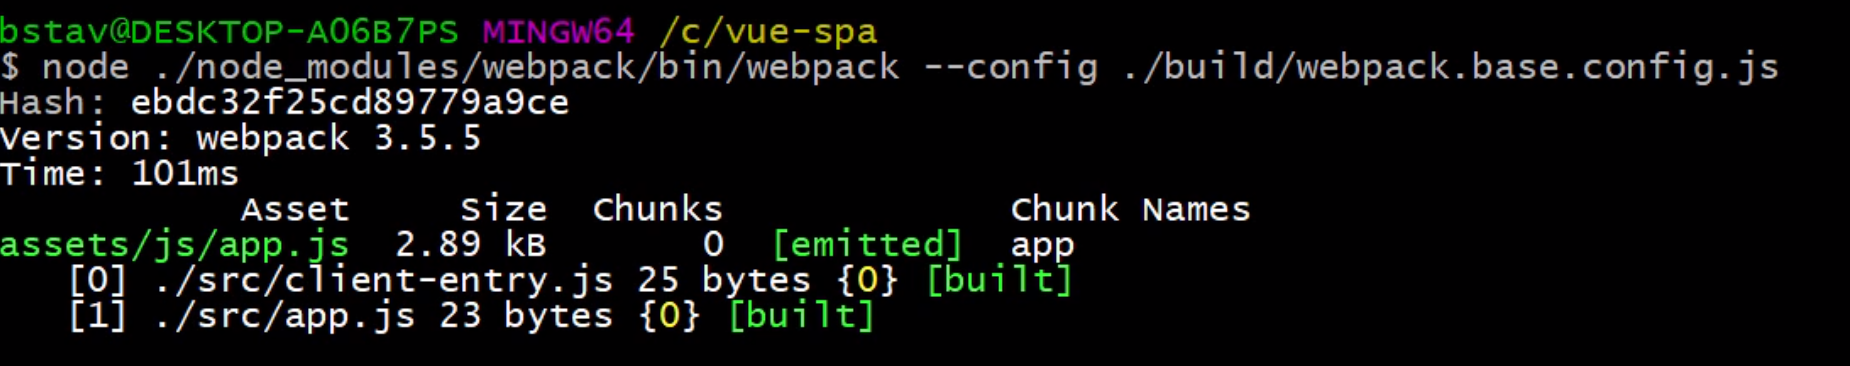 bstav@DESKTOP-AO6B7PS MINGW64 /c/vue-spa
$ node ./node_modules/webpack/bin/webpack --config ./build/webpack.base.config.js
Hash: ebdc32f25cd89779a9ce
Version: webpack 3.5.5
Time: 101ms
Asset Size Chunks Chunk Names
assets/js/app.js 2.89 kB 0 [emitted] app
[0] ./src/client-entry.js 25 bytes {0} [built]
[1] ./src/app.js 23 bytes {0} [built]